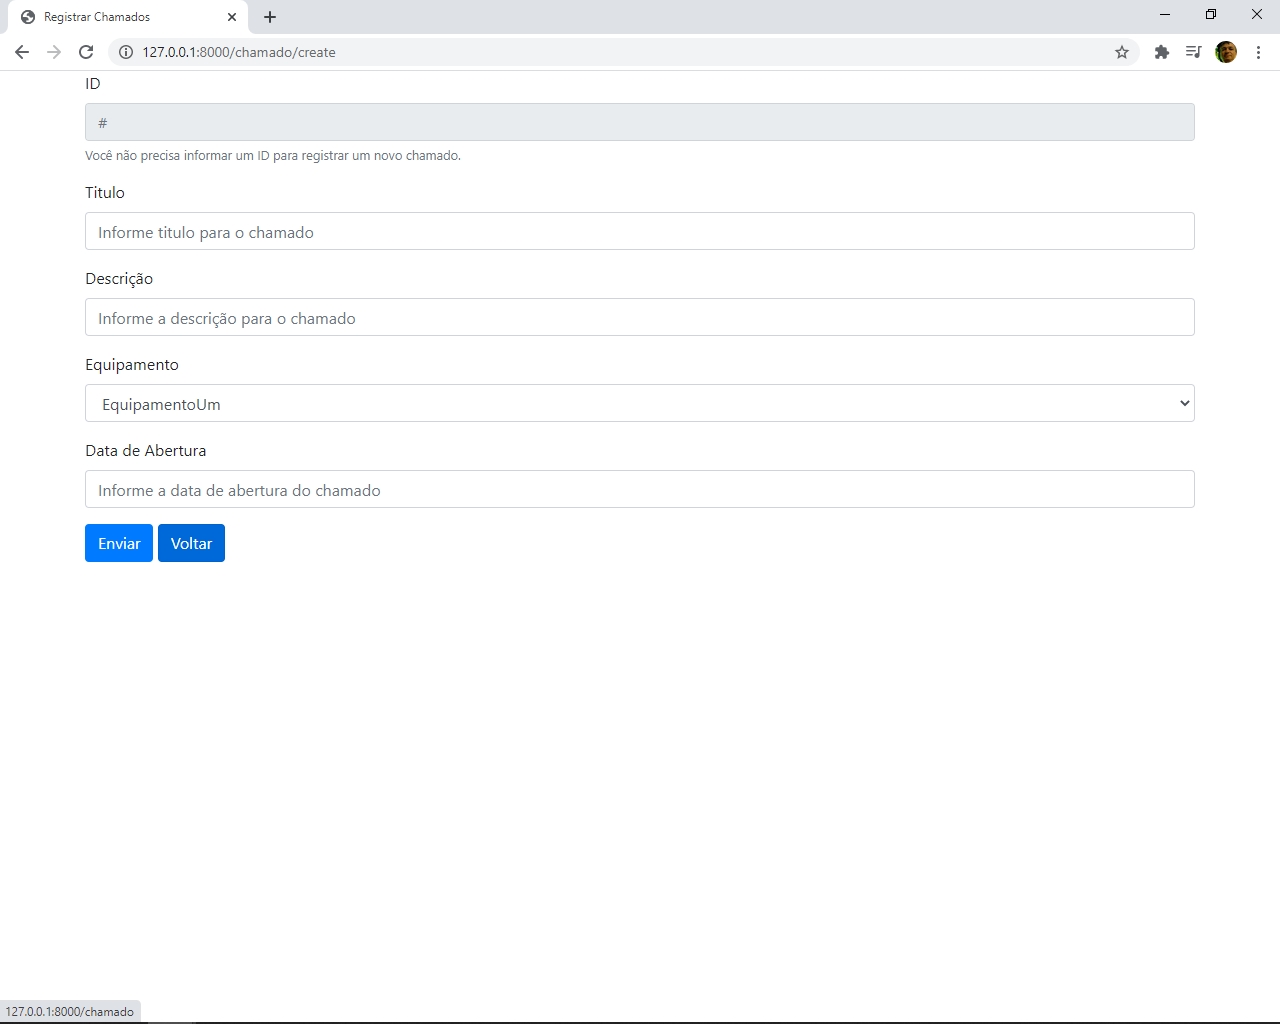 Registrar Chamados
127.0.0.1:8000/chamado/create
ID
#
Você não precisa informar um ID para registrar um novo chamado.
Titulo
Informe titulo para o chamado
Descrição
Informe a descrição para o chamado
Equipamento
EquipamentoUm
Data de Abertura
Informe a data de abertura do chamado
Enviar Voltar
127.0.0.1:8000/chamado